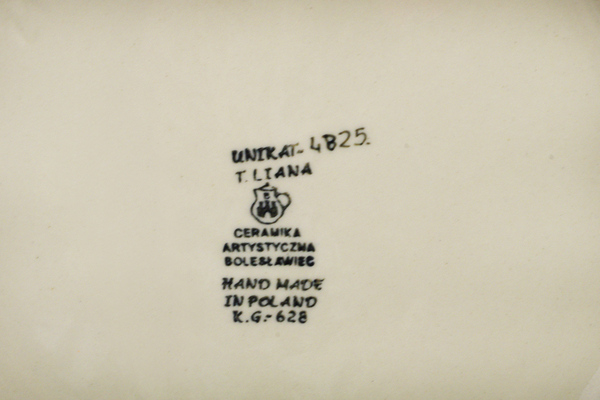 UNIKAT- 4825.
T. LIANA
B
CERAMIKA
ARTYSTYCZNA
BOLESŁAWIEC
HAND MADE
IN POLAND
K.G.-628